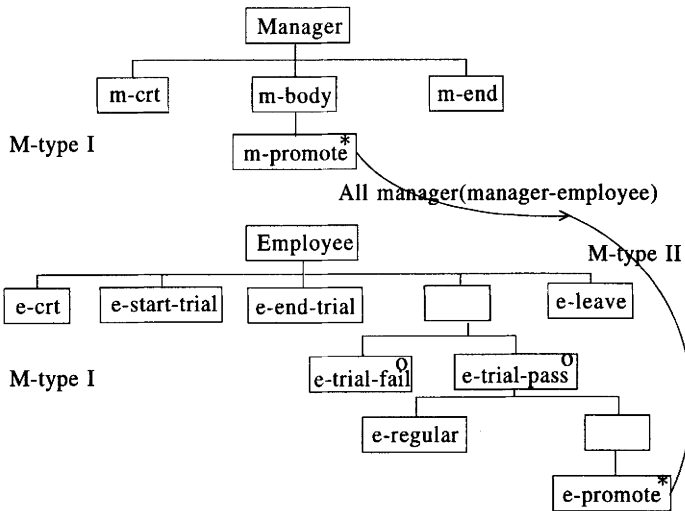 Manager
m-crt
m-body
m-end
M-type I
m-promote*
All manager(manager-employee)
Employee
M-type II
e-crt
e-start-trial
e-end-trial
e-leave
M-type I
e-trial-fail o
e-trial-pass o
e-regular
e-promote*